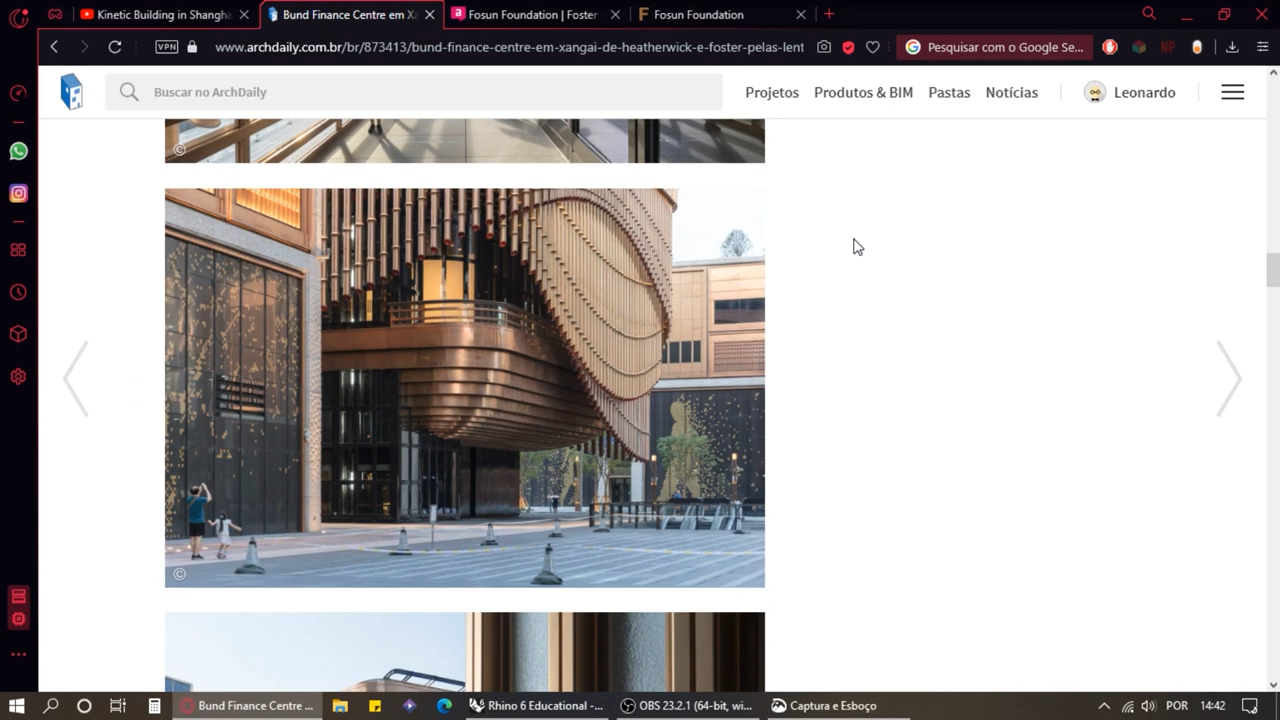 Kinetic Building in Shangha
Bund Finance Centre em Xa
Fosun Foundation | Foster
Fosun Foundation
VPN
www.archdaily.com.br/br/873413/bund-finance-centre-em-xangai-de-heatherwick-e-foster-pelas-lent
Pesquisar com o Google Se...
NP
Buscar no ArchDaily
Projetos
Produtos & BIM
Pastas
Notícias
Leonardo
©
©
Bund Finance Centre ...
Rhino 6 Educational -...
OBS 23.2.1 (64-bit, wi...
Captura e Esboço
POR
14:42